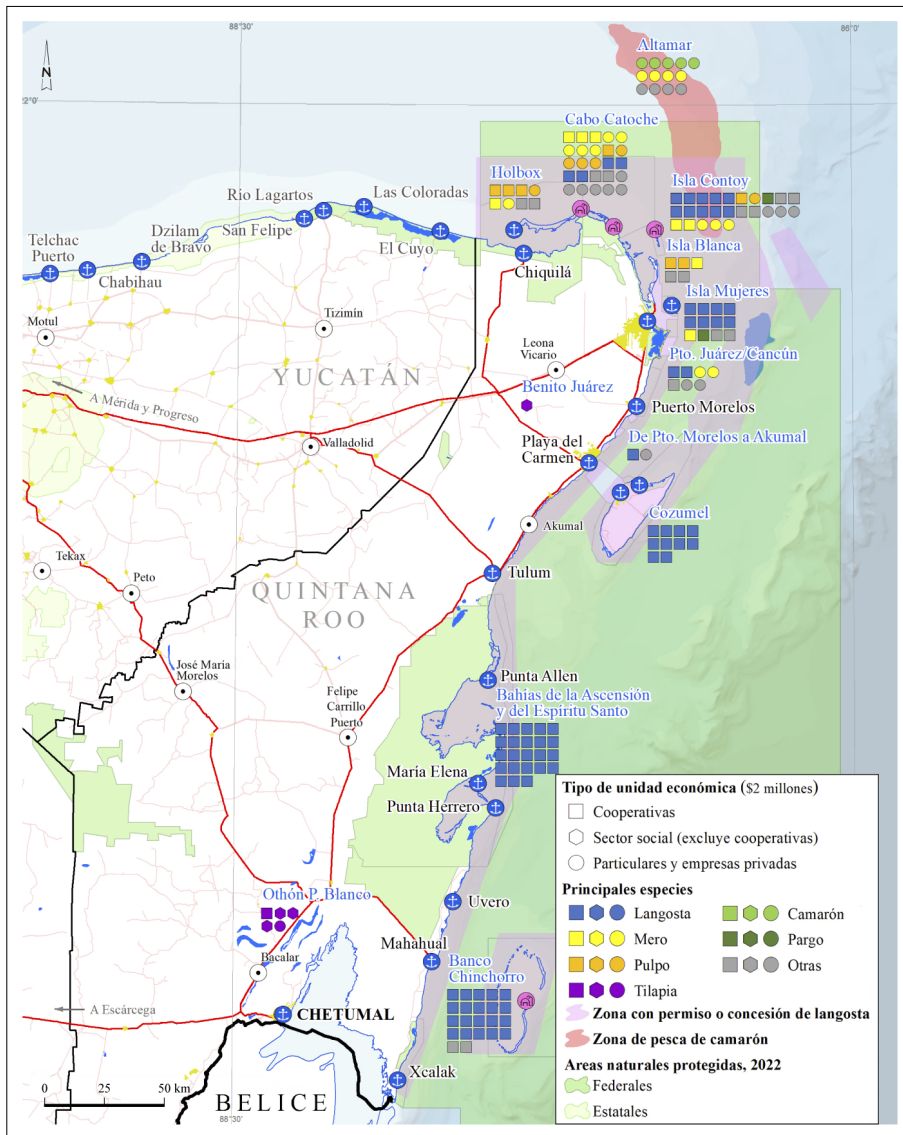 88°30'
86°0'
N
22°0'
Altamar
Cabo Catoche
Holbox
Isla Contoy
Las Coloradas
Río Lagartos
San Felipe
Dzilam
de Bravo
Telchac
Puerto
Chabihau
El Cuyo
Chiquilá
Isla Blanca
Isla Mujeres
Motul
Tizimín
Leona
Vicario
Pto. Juárez/Cancún
YUCATÁN
Benito Juárez
A Mérida y Progreso
Puerto Morelos
Valladolid
Playa del
Carmen
De Pto. Morelos a Akumal
Cozumel
Akumal
Tekax
Peto
Tulum
QUINTANA
ROO
José María
Morelos
Felipe
Carrillo
Puerto
Punta Allen
Bahías de la Ascensión
y del Espíritu Santo
María Elena
Punta Herrero
Othón P. Blanco
Uvero
Mahahual
Bacalar
Banco
Chinchorro
A Escárcega
CHETUMAL
Xcalak
0 25 50 km
BELICE
88°30'
Tipo de unidad económica ($2 millones)
Cooperativas
Sector social (excluye cooperativas)
Particulares y empresas privadas
Principales especies
Langosta
Camarón
Mero
Pargo
Pulpo
Otras
Tilapia
Zona con permiso o concesión de langosta
Zona de pesca de camarón
Areas naturales protegidas, 2022
Federales
Estatales